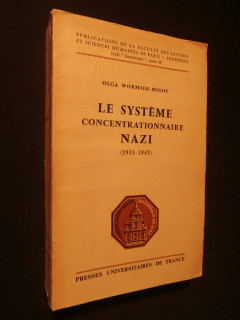 PUBLICATIONS DE LA FACULTÉ DES LETTRES
ET SCIENCES HUMAINES DE PARIS - SORBONNE
OLGA WORMSER-MIGOT
LE SYSTÈME
CONCENTRATIONNAIRE
NAZI
(1933-1945)
PRESSES UNIVERSITAIRES DE FRANCE